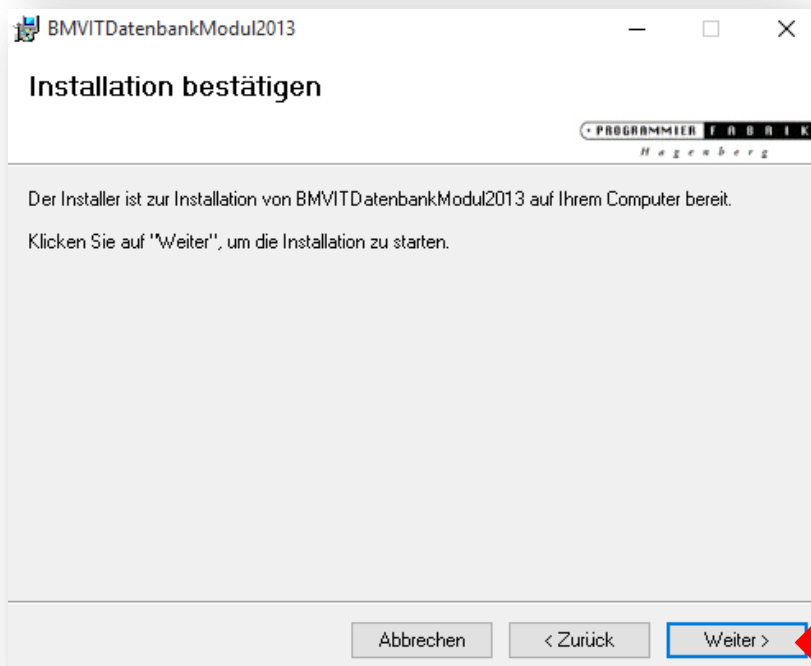 BMVITDatenbankModul2013
Installation bestätigen
PROGRAMMIER FABRIK
Hagenberg
Der Installer ist zur Installation von BMVITDatenbankModul2013 auf Ihrem Computer bereit.
Klicken Sie auf "Weiter", um die Installation zu starten.
Abbrechen < Zurück Weiter >